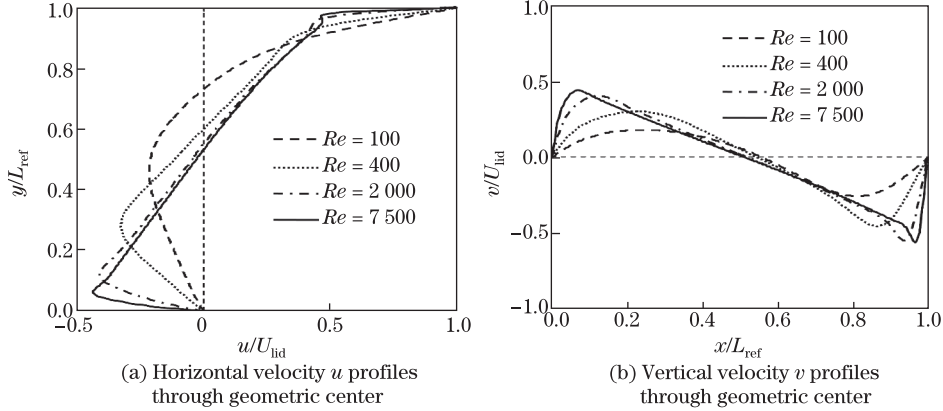 1.0
0.8
0.6
0.4
0.2
0.0
y/L_ref
Re = 100
Re = 400
Re = 2 000
Re = 7 500
−0.5
0
0.5
1.0
u/U_lid
(a) Horizontal velocity u profiles
through geometric center
1.0
0.5
0.0
−0.5
−1.0
v/U_lid
Re = 100
Re = 400
Re = 2 000
Re = 7 500
0.0
0.2
0.4
0.6
0.8
1.0
x/L_ref
(b) Vertical velocity v profiles
through geometric center